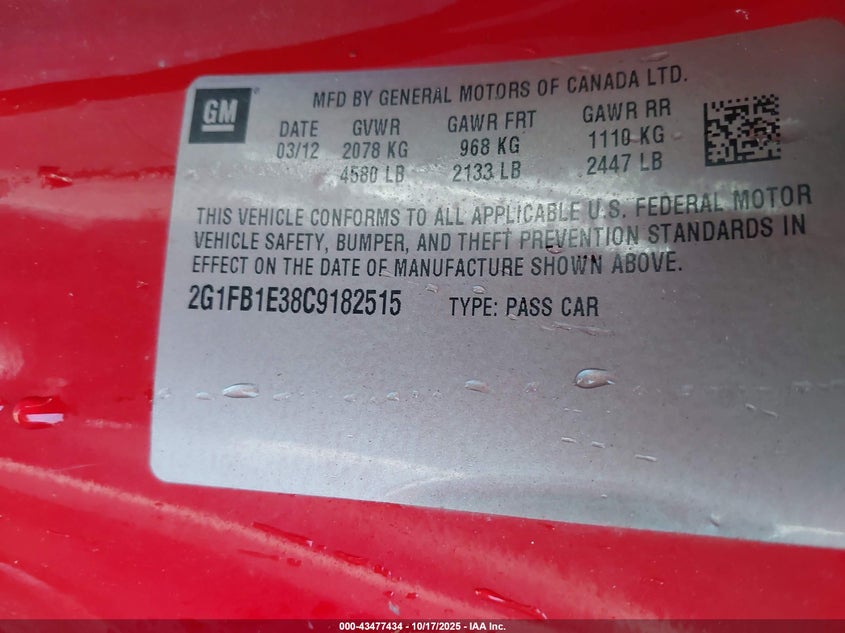 GM
MFD BY GENERAL MOTORS OF CANADA LTD.
DATE GVWR GAWR FRT GAWR RR
03/12 2078 KG 968 KG 1110 KG
4580 LB 2133 LB 2447 LB
THIS VEHICLE CONFORMS TO ALL APPLICABLE U.S. FEDERAL MOTOR
VEHICLE SAFETY, BUMPER, AND THEFT PREVENTION STANDARDS IN
EFFECT ON THE DATE OF MANUFACTURE SHOWN ABOVE.
2G1FB1E38C9182515 TYPE: PASS CAR
000-43477434 - 10/17/2025 - IAA Inc.